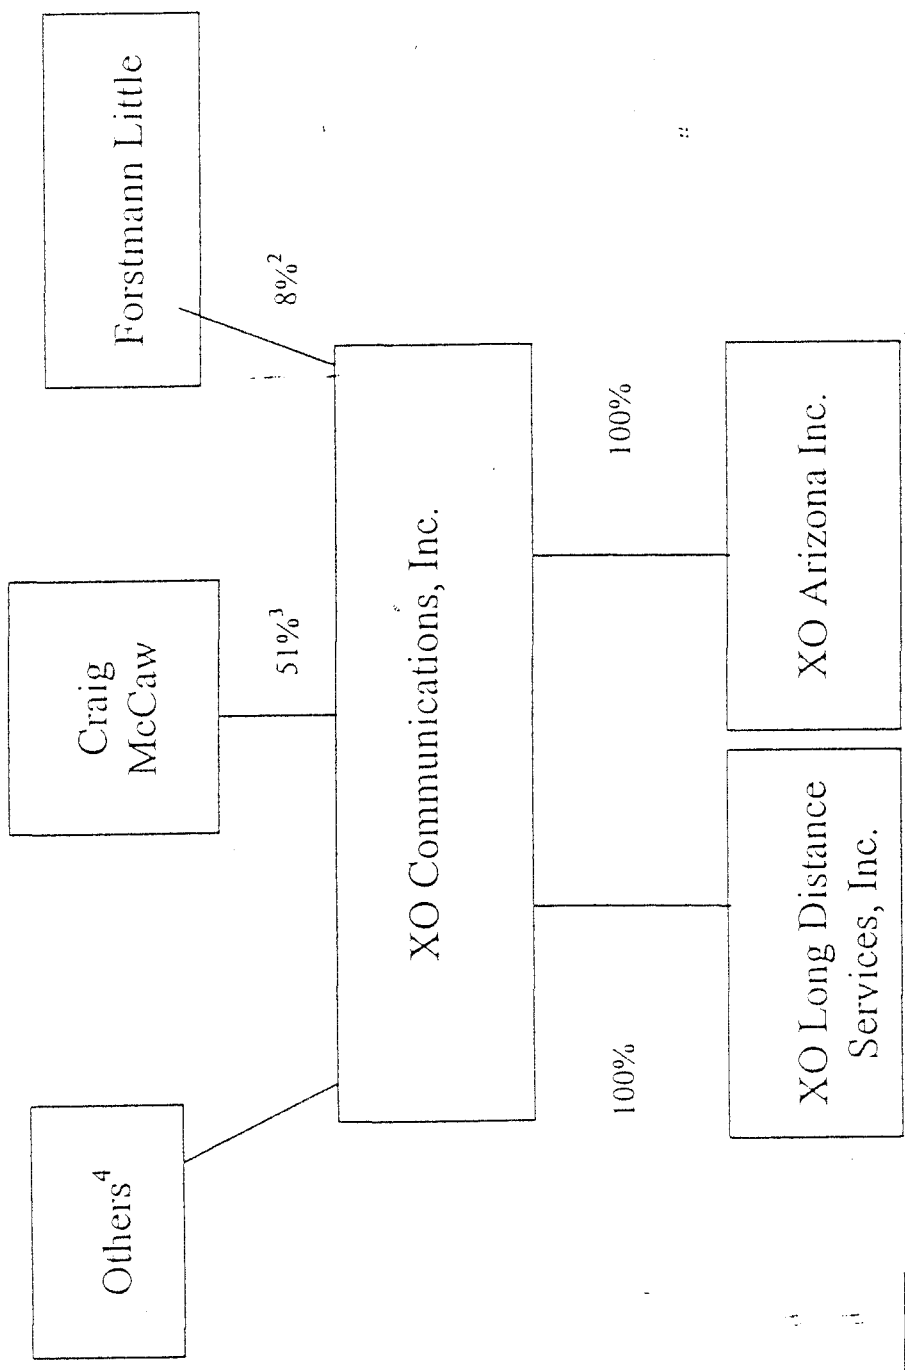 Others⁴
Craig
McCaw
Forstmann Little
51%³
8%²
XO Communications, Inc.
100%
100%
XO Long Distance
Services, Inc.
XO Arizona Inc.